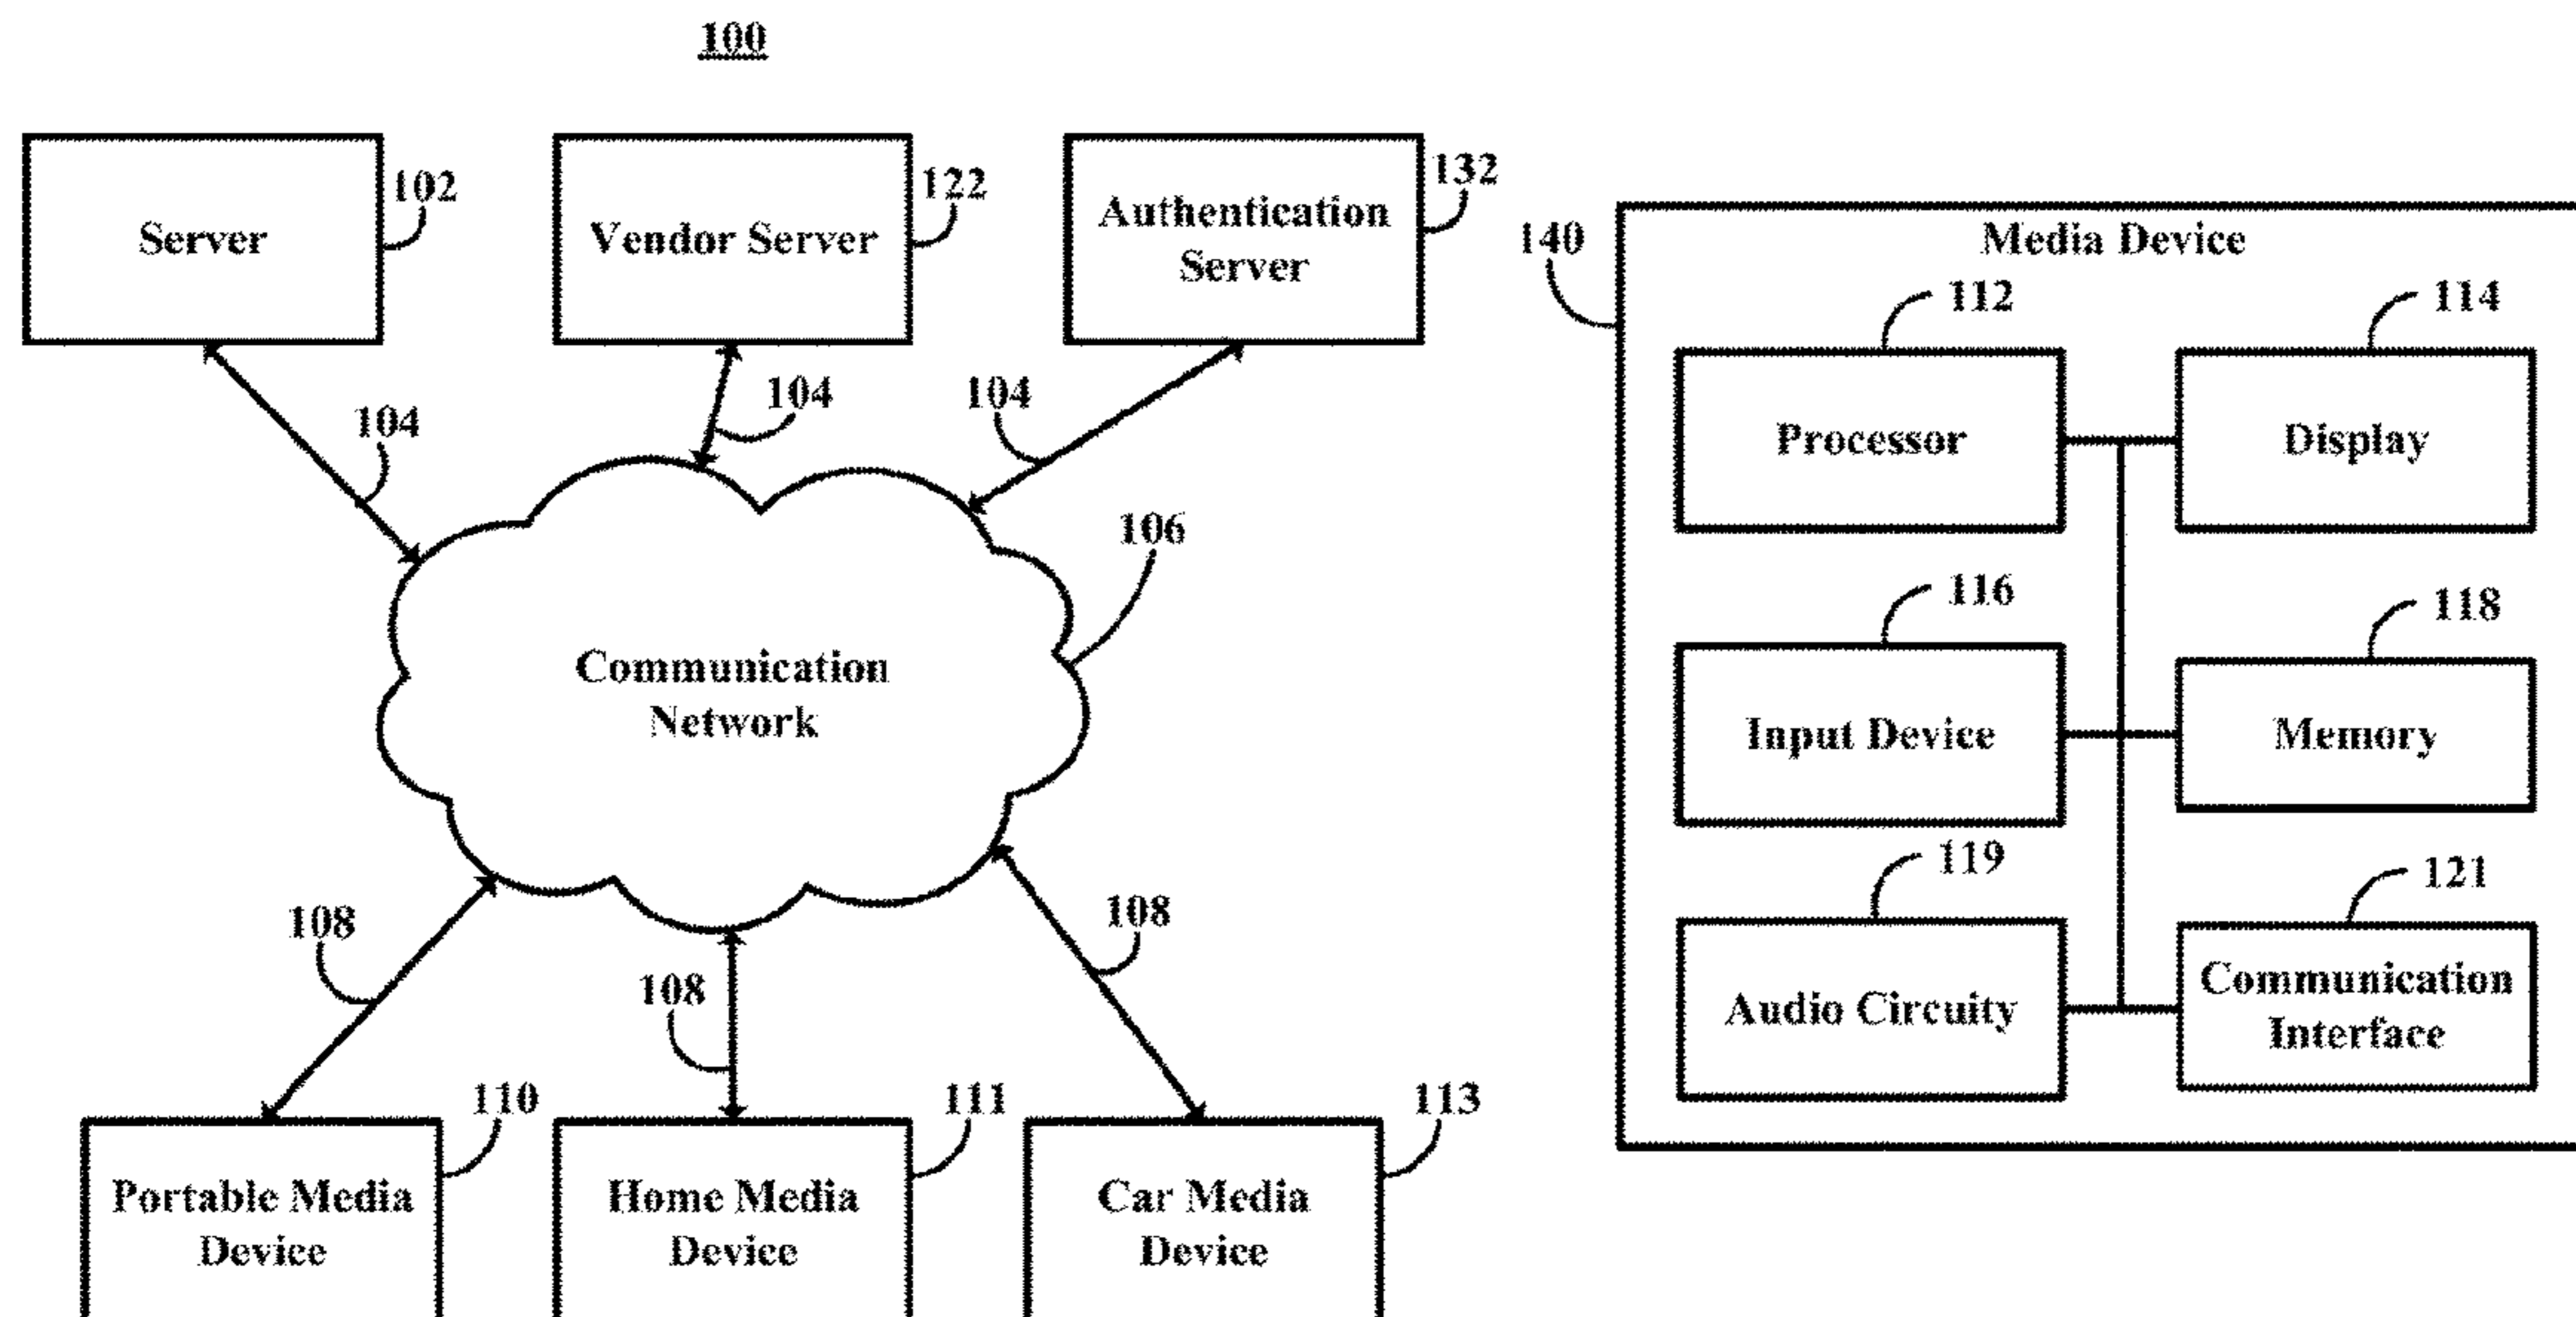 100
Server
102
Vendor Server
122
Authentication
Server
132
104
104
104
106
Communication
Network
108
108
108
110
111
113
Portable Media
Device
Home Media
Device
Car Media
Device
140
Media Device
112
114
Processor
Display
116
118
Input Device
Memory
119
121
Audio Circuity
Communication
Interface